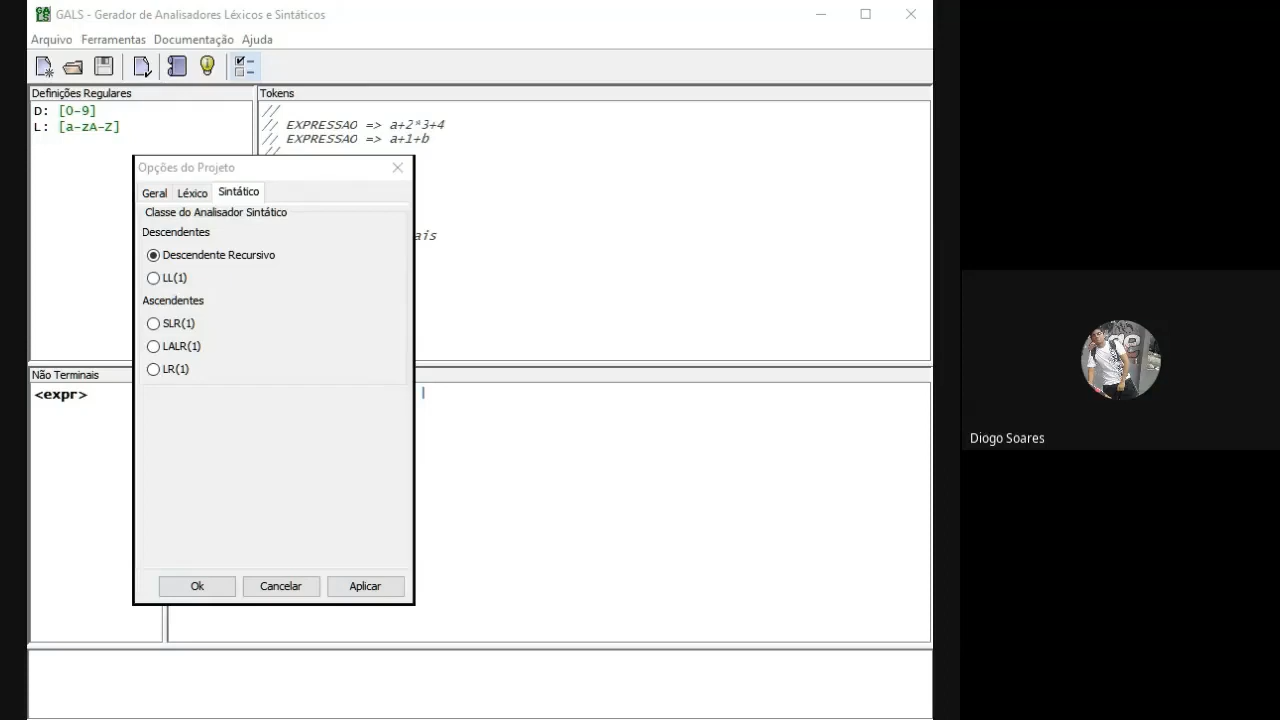 GALS - Gerador de Analisadores Léxicos e Sintáticos
Arquivo Ferramentas Documentação Ajuda
Definições Regulares
D: [0-9]
L: [a-zA-Z]
Tokens
//
// EXPRESSAO => a+2*3+4
// EXPRESSAO => a+1+b
//
ais
Opções do Projeto
Geral Léxico Sintático
Classe do Analisador Sintático
Descendentes
Descendente Recursivo
LL(1)
Ascendentes
SLR(1)
LALR(1)
LR(1)
Ok Cancelar Aplicar
Não Terminais
<expr>
Diogo Soares